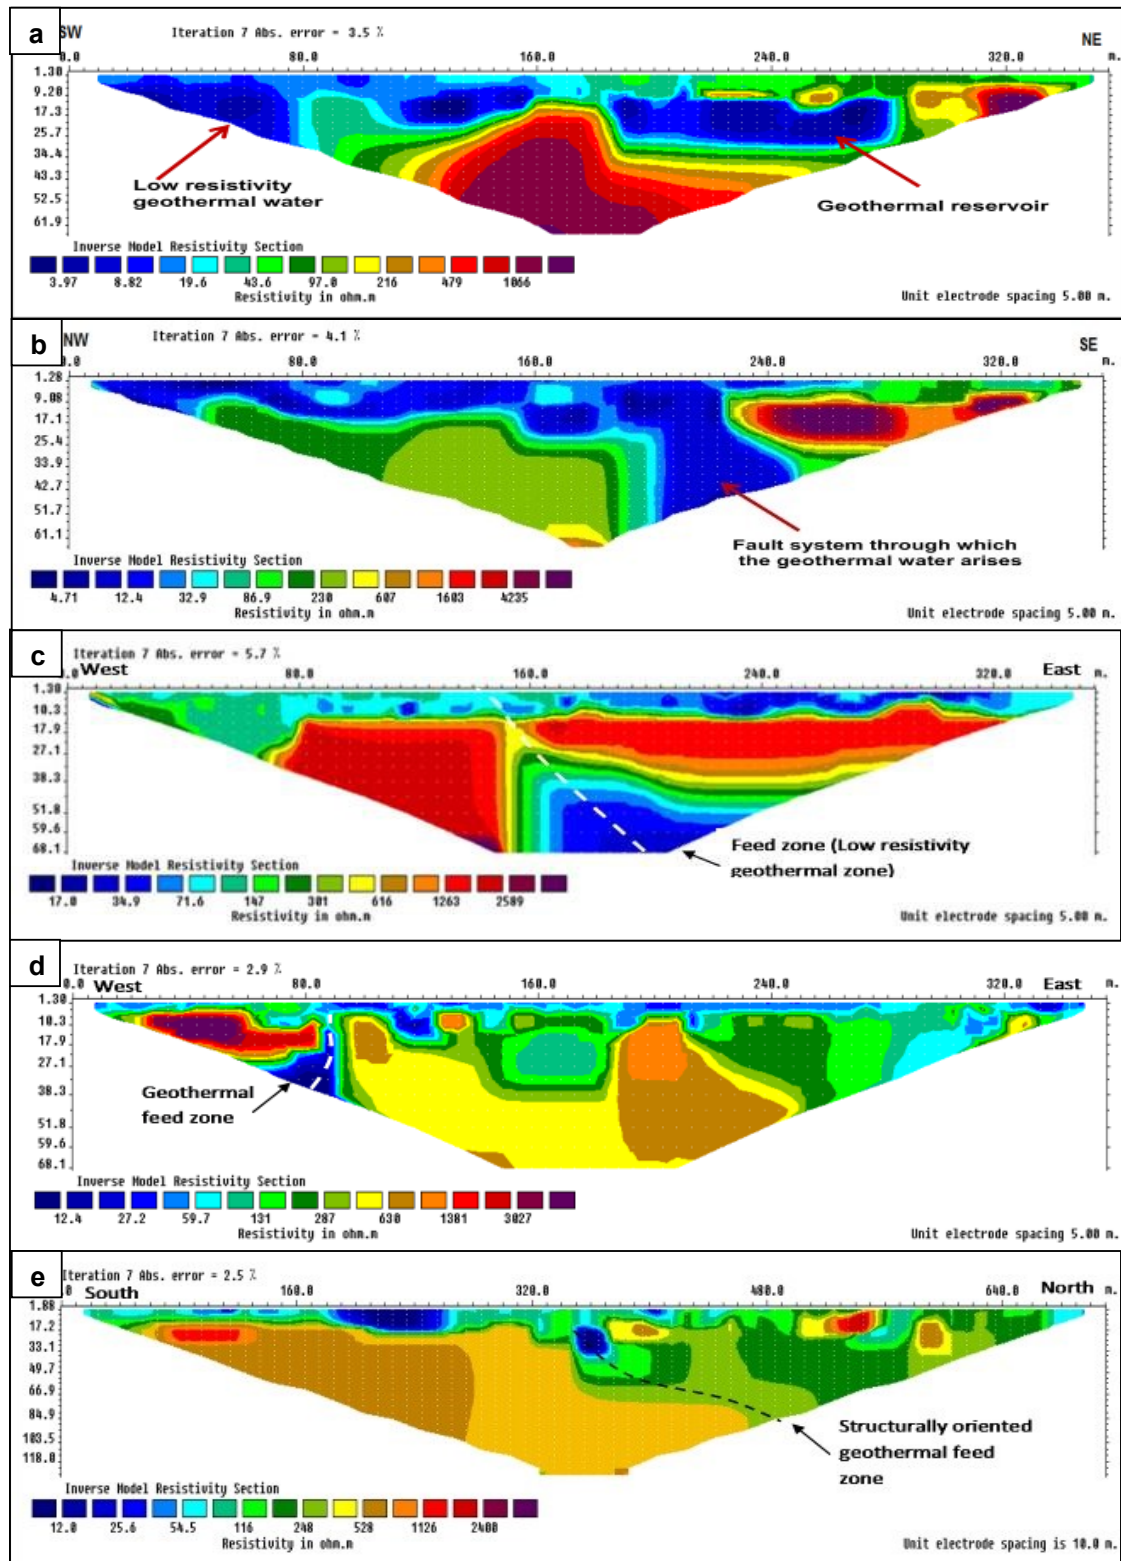 a
SW
Iteration 7 Abs. error = 3.5 %
NE
0.0 80.0 160.0 240.0 320.0 m.
1.30
9.20
17.3
25.7
34.4
43.3
52.5
61.9
Low resistivity
geothermal water
Geothermal reservoir
Inverse Model Resistivity Section
3.97 8.82 19.6 43.6 97.0 216 479 1066
Resistivity in ohm.m
Unit electrode spacing 5.00 m.
b
NW
Iteration 7 Abs. error = 4.1 %
SE
0.0 80.0 160.0 240.0 320.0 m.
1.28
9.08
17.1
25.4
33.9
42.7
51.7
61.1
Fault system through which
the geothermal water arises
Inverse Model Resistivity Section
4.71 12.4 32.9 86.9 230 607 1603 4235
Resistivity in ohm.m
Unit electrode spacing 5.00 m.
c
Iteration 7 Abs. error = 5.7 %
West
East
.0 80.0 160.0 240.0 320.0 m.
1.30
10.3
17.9
27.1
38.3
51.8
59.6
68.1
Feed zone (Low resistivity
geothermal zone)
Inverse Model Resistivity Section
17.0 34.9 71.6 147 301 616 1263 2589
Resistivity in ohm.m
Unit electrode spacing 5.00 m.
d
Iteration 7 Abs. error = 2.9 %
0.0 80.0 160.0 240.0 320.0 m.
West
East
1.30
10.3
17.9
27.1
38.3
51.8
59.6
68.1
Geothermal
feed zone
Inverse Model Resistivity Section
12.4 27.2 59.7 131 287 630 1381 3027
Resistivity in ohm.m
Unit electrode spacing 5.00 m.
e
Iteration 7 Abs. error = 2.5 %
South
North
0 160.0 320.0 480.0 640.0 m.
1.88
17.2
33.1
49.7
66.9
84.9
103.5
118.0
Structurally oriented
geothermal feed
zone
Inverse Model Resistivity Section
12.0 25.6 54.5 116 248 528 1126 2400
Resistivity in ohm.m
Unit electrode spacing is 10.0 m.